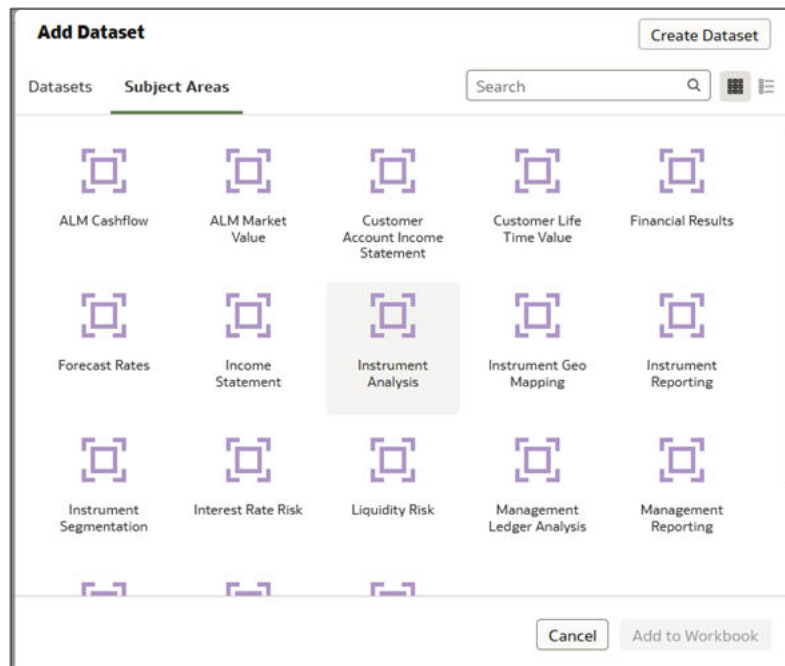 Add Dataset
Create Dataset
Datasets
Subject Areas
Search
ALM Cashflow
ALM Market
Value
Customer
Account Income
Statement
Customer Life
Time Value
Financial Results
Forecast Rates
Income
Statement
Instrument
Analysis
Instrument Geo
Mapping
Instrument
Reporting
Instrument
Segmentation
Interest Rate Risk
Liquidity Risk
Management
Ledger Analysis
Management
Reporting
Cancel
Add to Workbook